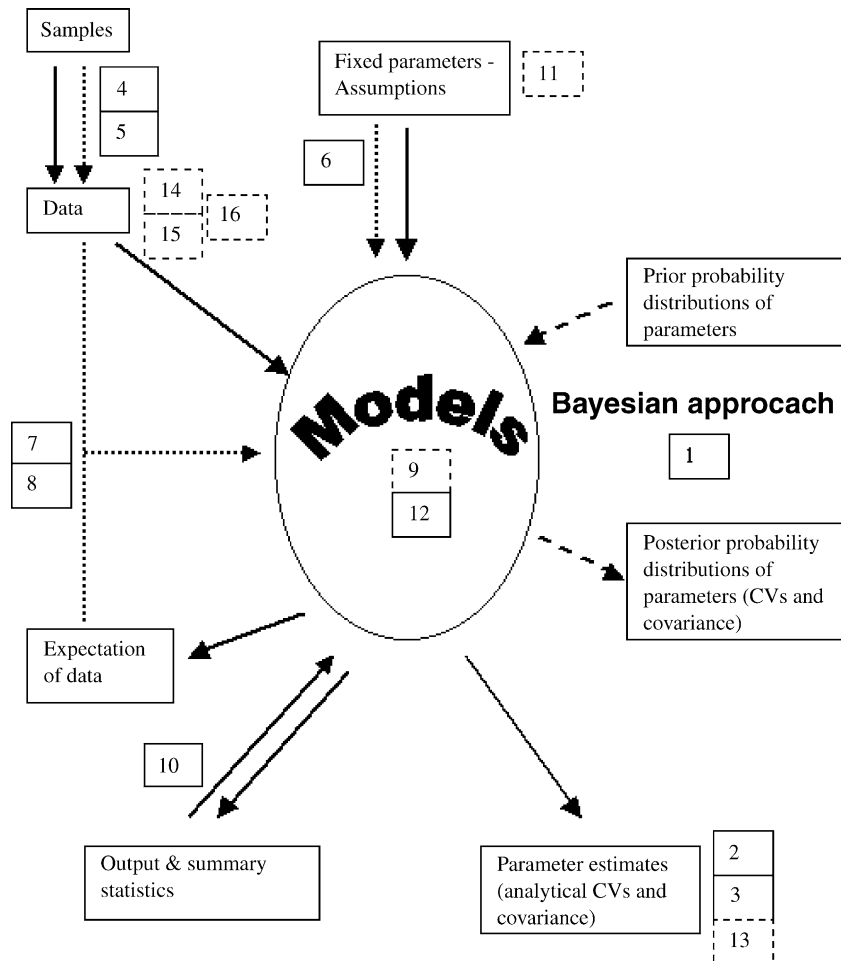 Samples
4
5
Fixed parameters -
Assumptions
11
6
Data
14
15
16
Prior probability
distributions of
parameters
Models
Bayesian approcach
1
7
8
9
12
Posterior probability
distributions of
parameters (CVs and
covariance)
Expectation
of data
10
Output & summary
statistics
Parameter estimates
(analytical CVs and
covariance)
2
3
13